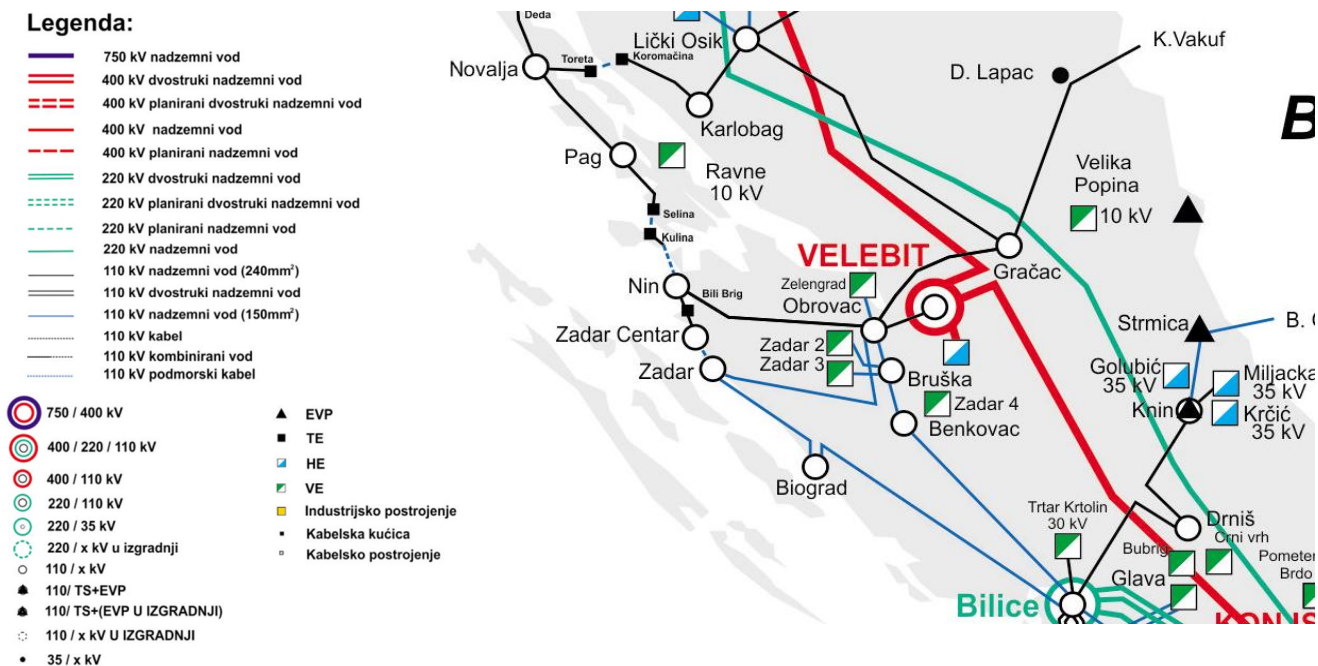 Legenda:
750 kV nadzemni vod
400 kV dvostruki nadzemni vod
400 kV planirani dvostruki nadzemni vod
400 kV nadzemni vod
400 kV planirani nadzemni vod
220 kV dvostruki nadzemni vod
220 kV planirani dvostruki nadzemni vod
220 kV planirani nadzemni vod
220 kV nadzemni vod
110 kV nadzemni vod (240mm²)
110 kV dvostruki nadzemni vod
110 kV nadzemni vod (150mm²)
110 kV kabel
110 kV kombinirani vod
110 kV podmorski kabel
750 / 400 kV
400 / 220 / 110 kV
400 / 110 kV
220 / 110 kV
220 / 35 kV
220 / x kV u izgradnji
110 / x kV
110/ TS+EVP
110/ TS+(EVP U IZGRADNJI)
110 / x kV U IZGRADNJI
35 / x kV
EVP
TE
HE
VE
Industrijsko postrojenje
Kabelska kućica
Kabelsko postrojenje
Deda
Lički Osik
K.Vakuf
Toreta
Koromačina
Novalja
D. Lapac
Karlobag
B
Pag
Ravne
10 kV
Velika
Popina
10 kV
Selina
Kulina
VELEBIT
Gračac
Zelengrad
Nin
Bili Brig
Obrovac
Zadar Centar
Strmica
B.
Zadar 2
Zadar 3
Zadar
Bruška
Golubić
35 kV
Miljacka
35 kV
Zadar 4
Knin
Krčić
35 kV
Benkovac
Biograd
Trtar Krtolin
30 kV
Drniš
Crni vrh
Bubrig
Pometen
Brdo
Glava
Bilice
KONJS